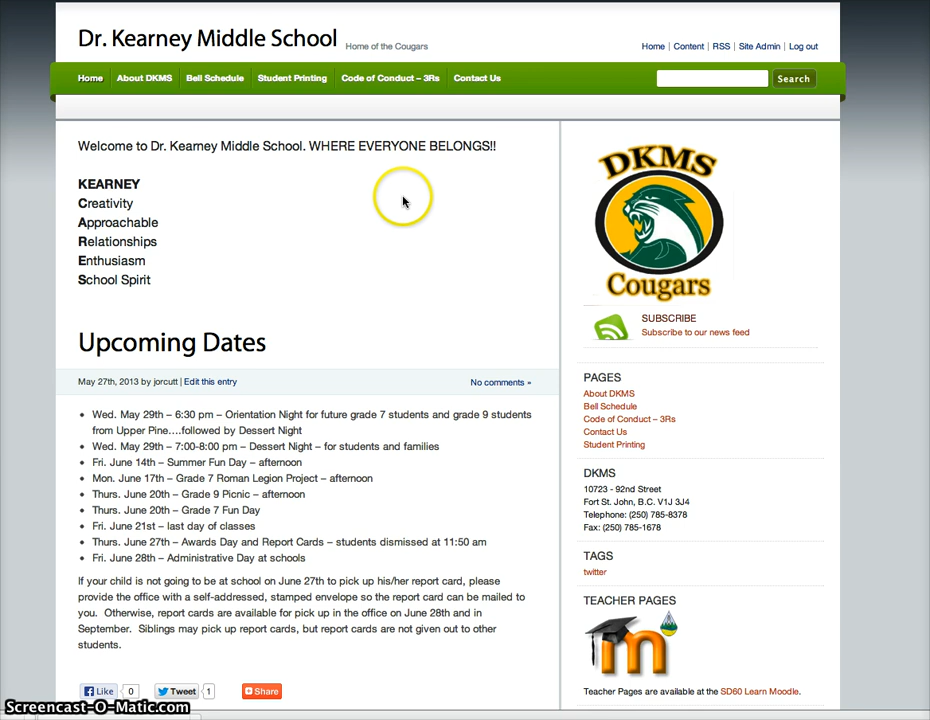 Dr. Kearney Middle School
Home of the Cougars
Home | Content | RSS | Site Admin | Log out
Home
About DKMS
Bell Schedule
Student Printing
Code of Conduct – 3Rs
Contact Us
Search
Welcome to Dr. Kearney Middle School. WHERE EVERYONE BELONGS!!
KEARNEY
Creativity
Approachable
Relationships
Enthusiasm
School Spirit
Upcoming Dates
May 27th, 2013 by jorcutt | Edit this entry
No comments »
• Wed. May 29th – 6:30 pm – Orientation Night for future grade 7 students and grade 9 students
from Upper Pine….followed by Dessert Night
• Wed. May 29th – 7:00-8:00 pm – Dessert Night – for students and families
• Fri. June 14th – Summer Fun Day – afternoon
• Mon. June 17th – Grade 7 Roman Legion Project – afternoon
• Thurs. June 20th – Grade 9 Picnic – afternoon
• Thurs. June 20th – Grade 7 Fun Day
• Fri. June 21st – last day of classes
• Thurs. June 27th – Awards Day and Report Cards – students dismissed at 11:50 am
• Fri. June 28th – Administrative Day at schools
If your child is not going to be at school on June 27th to pick up his/her report card, please
provide the office with a self-addressed, stamped envelope so the report card can be mailed to
you.  Otherwise, report cards are available for pick up in the office on June 28th and in
September.  Siblings may pick up report cards, but report cards are not given out to other
students.
Like 0
Tweet 1
Share
DKMS
Cougars
SUBSCRIBE
Subscribe to our news feed
PAGES
About DKMS
Bell Schedule
Code of Conduct – 3Rs
Contact Us
Student Printing
DKMS
10723 - 92nd Street
Fort St. John, B.C. V1J 3J4
Telephone: (250) 785-8378
Fax: (250) 785-1678
TAGS
twitter
TEACHER PAGES
m
Teacher Pages are available at the SD60 Learn Moodle.
Screencast-O-Matic.com